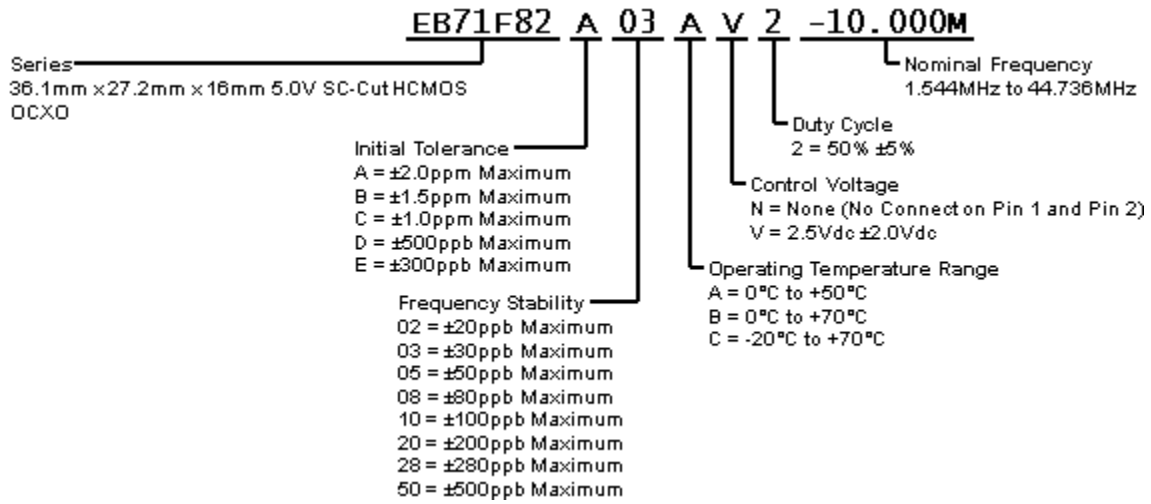 EB71F82 A 03 A V 2 -10.000M
Series
36.1mm x 27.2mm x 16mm 5.0V SC-Cut HCMOS
OCXO
Nominal Frequency
1.544MHz to 44.736MHz
Duty Cycle
2 = 50% ±5%
Initial Tolerance
A = ±2.0ppm Maximum
B = ±1.5ppm Maximum
C = ±1.0ppm Maximum
D = ±500ppb Maximum
E = ±300ppb Maximum
Control Voltage
N = None (No Connect on Pin 1 and Pin 2)
V = 2.5Vdc ±2.0Vdc
Operating Temperature Range
A = 0°C to +50°C
B = 0°C to +70°C
C = -20°C to +70°C
Frequency Stability
02 = ±20ppb Maximum
03 = ±30ppb Maximum
05 = ±50ppb Maximum
08 = ±80ppb Maximum
10 = ±100ppb Maximum
20 = ±200ppb Maximum
28 = ±280ppb Maximum
50 = ±500ppb Maximum